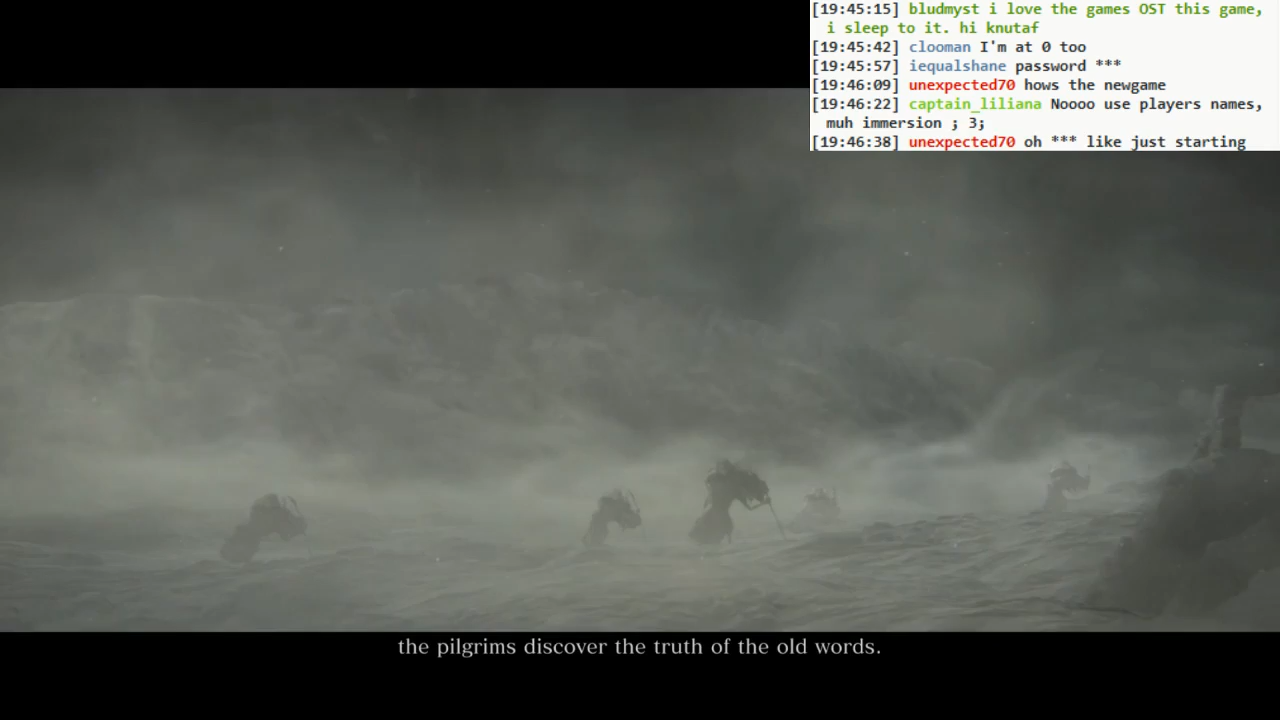 [19:45:15] bludmyst i love the games OST this game,
i sleep to it. hi knutaf
[19:45:42] clooman I'm at 0 too
[19:45:57] iequalshane password ***
[19:46:09] unexpected70 hows the newgame
[19:46:22] captain_liliana Noooo use players names,
muh immersion ; 3;
[19:46:38] unexpected70 oh *** like just starting
the pilgrims discover the truth of the old words.